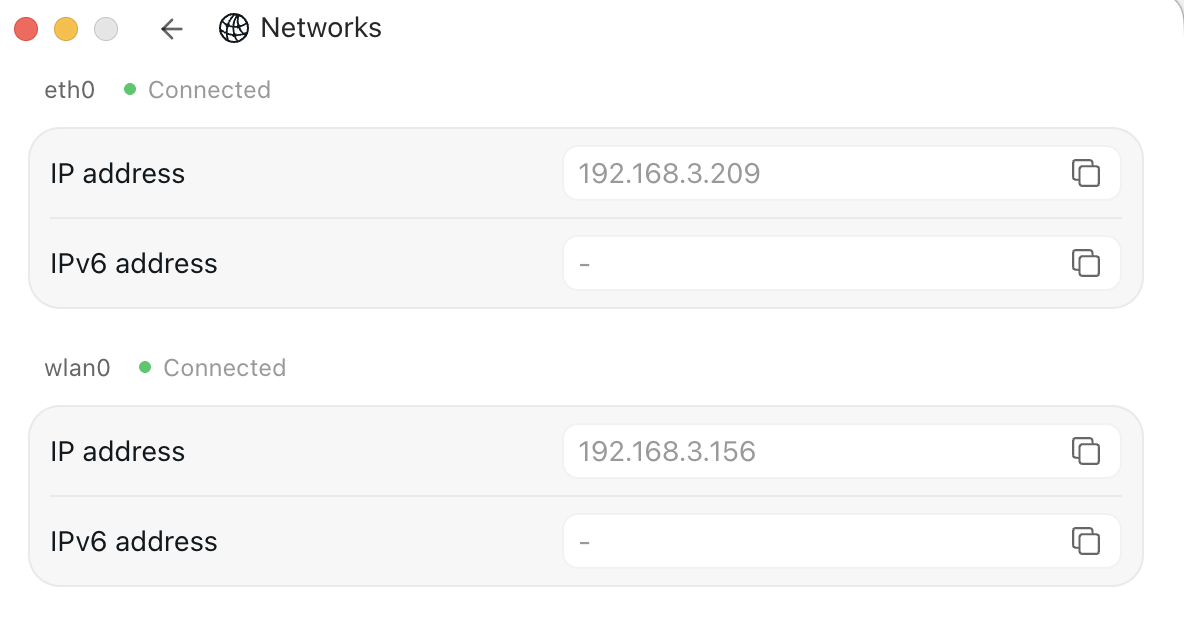 Networks
eth0 Connected
IP address 192.168.3.209
IPv6 address -
wlan0 Connected
IP address 192.168.3.156
IPv6 address -